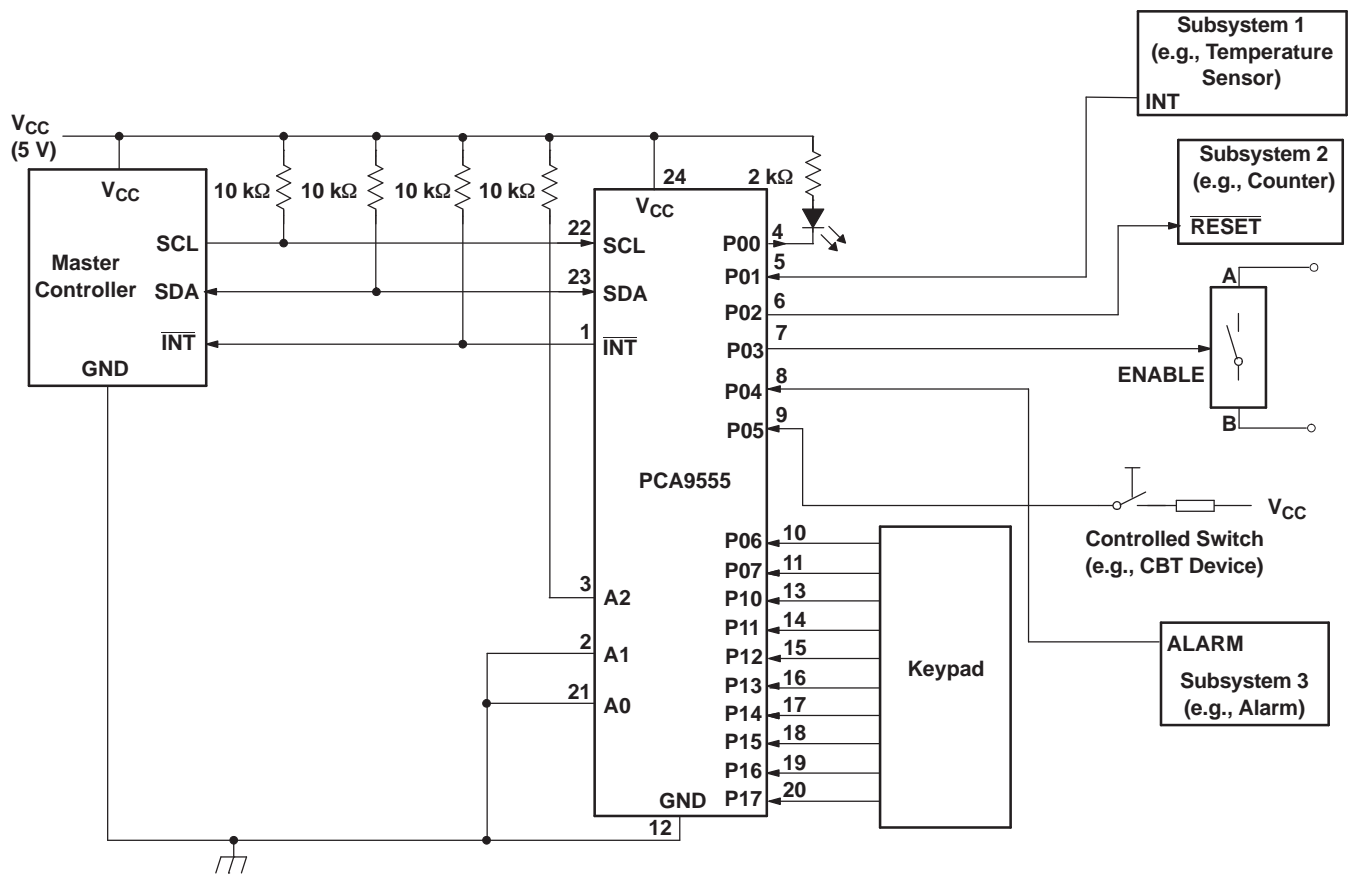 Subsystem 1
(e.g., Temperature
Sensor)
INT
VCC
(5 V)
VCC
SCL
Master
Controller
SDA
INT
GND
10 kΩ
10 kΩ
10 kΩ
10 kΩ
24
2 kΩ
Subsystem 2
(e.g., Counter)
RESET
VCC
22
SCL
23
SDA
1
INT
PCA9555
3
A2
2
A1
21
A0
GND
12
P00
4
P01
5
P02
6
P03
7
P04
8
P05
9
P06
10
P07
11
P10
13
P11
14
P12
15
P13
16
P14
17
P15
18
P16
19
P17
20
A
ENABLE
B
VCC
Controlled Switch
(e.g., CBT Device)
Keypad
ALARM
Subsystem 3
(e.g., Alarm)